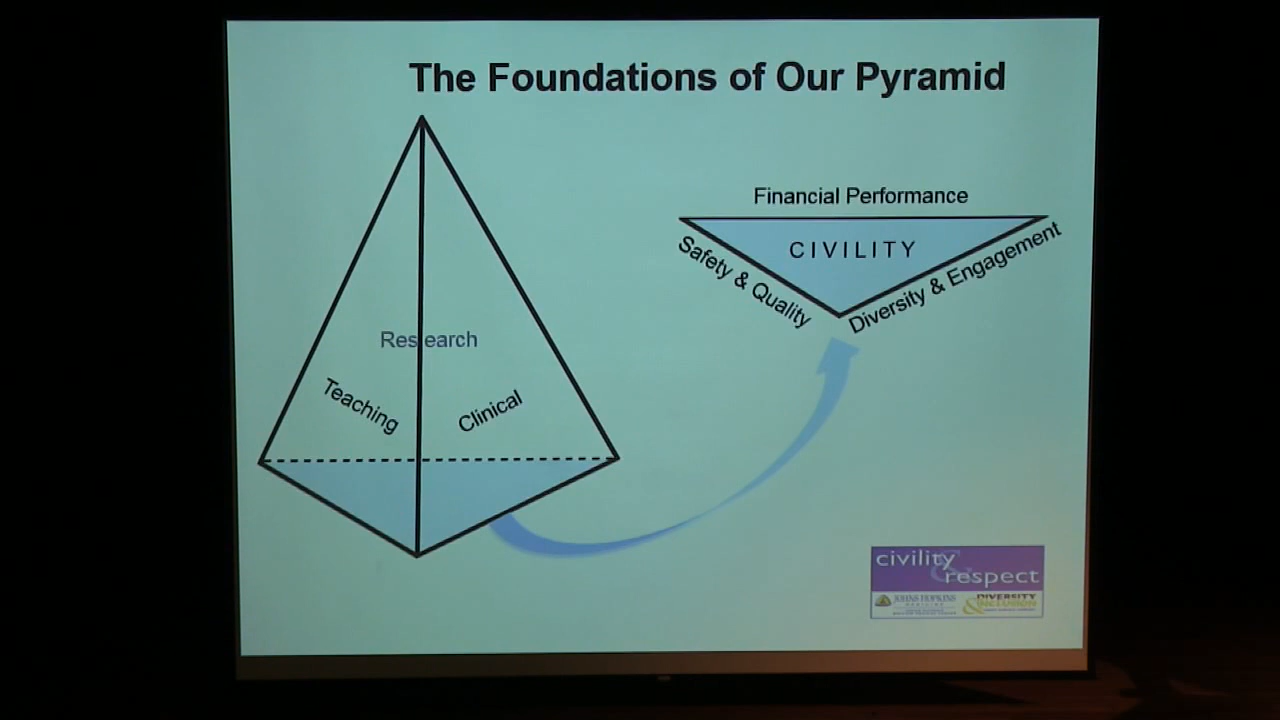 The Foundations of Our Pyramid
Financial Performance
CIVILITY
Safety & Quality
Diversity & Engagement
Research
Teaching
Clinical
civility
&
respect
JOHNS HOPKINS
MEDICINE
DIVERSITY
& INCLUSION